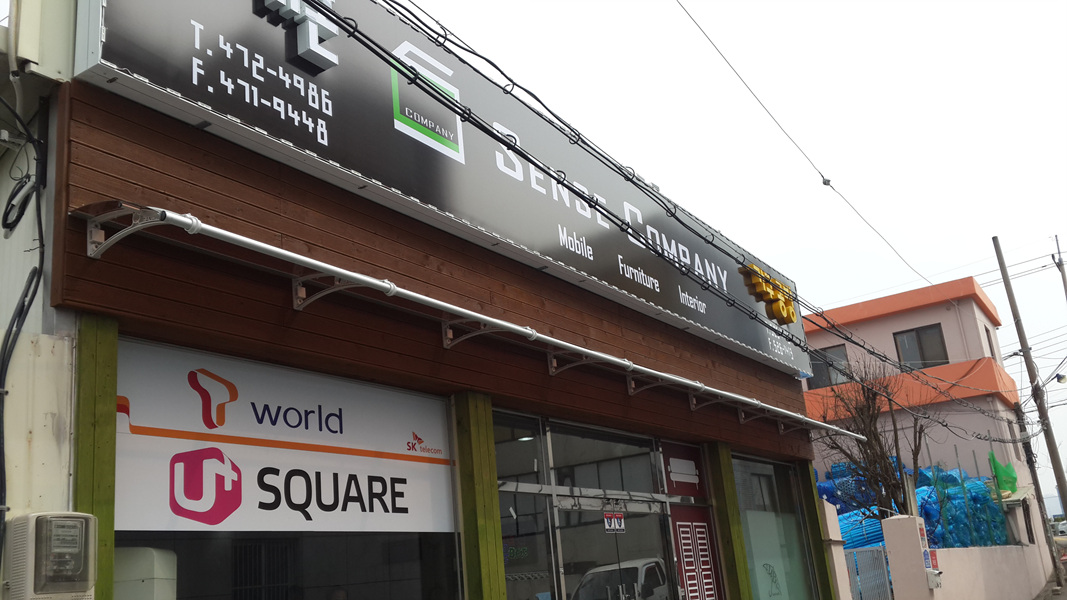 T.472-4986
F.471-9448
COMPANY
SENSE COMPANY
Mobile Furniture Interior
T world
SK telecom
U+ SQUARE